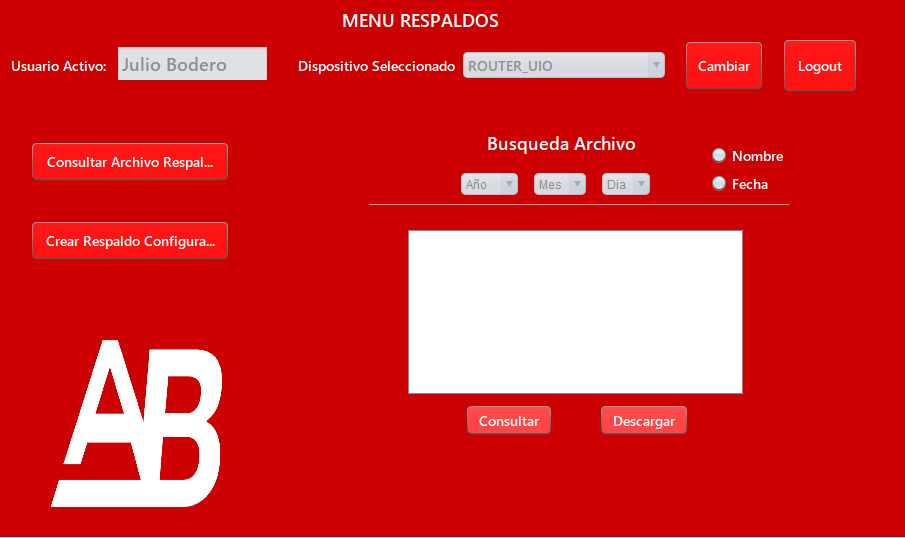 MENU RESPALDOS
Usuario Activo: Julio Bodero Dispositivo Seleccionado ROUTER_UIO Cambiar Logout
Consultar Archivo Respal...
Busqueda Archivo
Nombre
Año Mes Dia
Fecha
Crear Respaldo Configura...
AB
Consultar Descargar